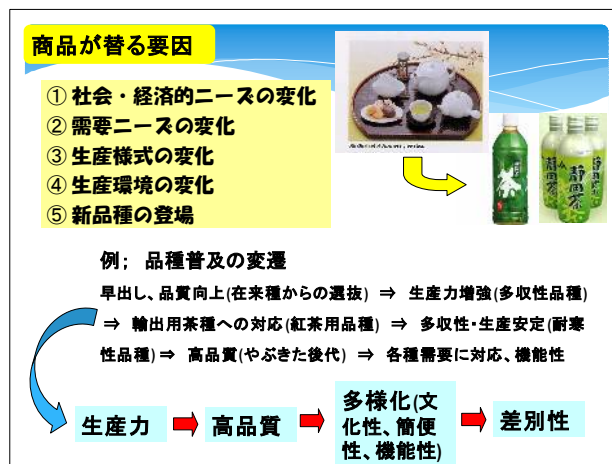 商品が替る要因
① 社会・経済的ニーズの変化
② 需要ニーズの変化
③ 生産様式の変化
④ 生産環境の変化
⑤ 新品種の登場
茶
静岡茶
静岡茶
例； 品種普及の変遷
早出し、品質向上(在来種からの選抜) ⇒ 生産力増強(多収性品種)
⇒ 輸出用茶種への対応(紅茶用品種) ⇒ 多収性・生産安定(耐寒
性品種)⇒ 高品質(やぶきた後代) ⇒ 各種需要に対応、機能性
生産力
高品質
多様化(文
化性、簡便
性、機能性)
差別性